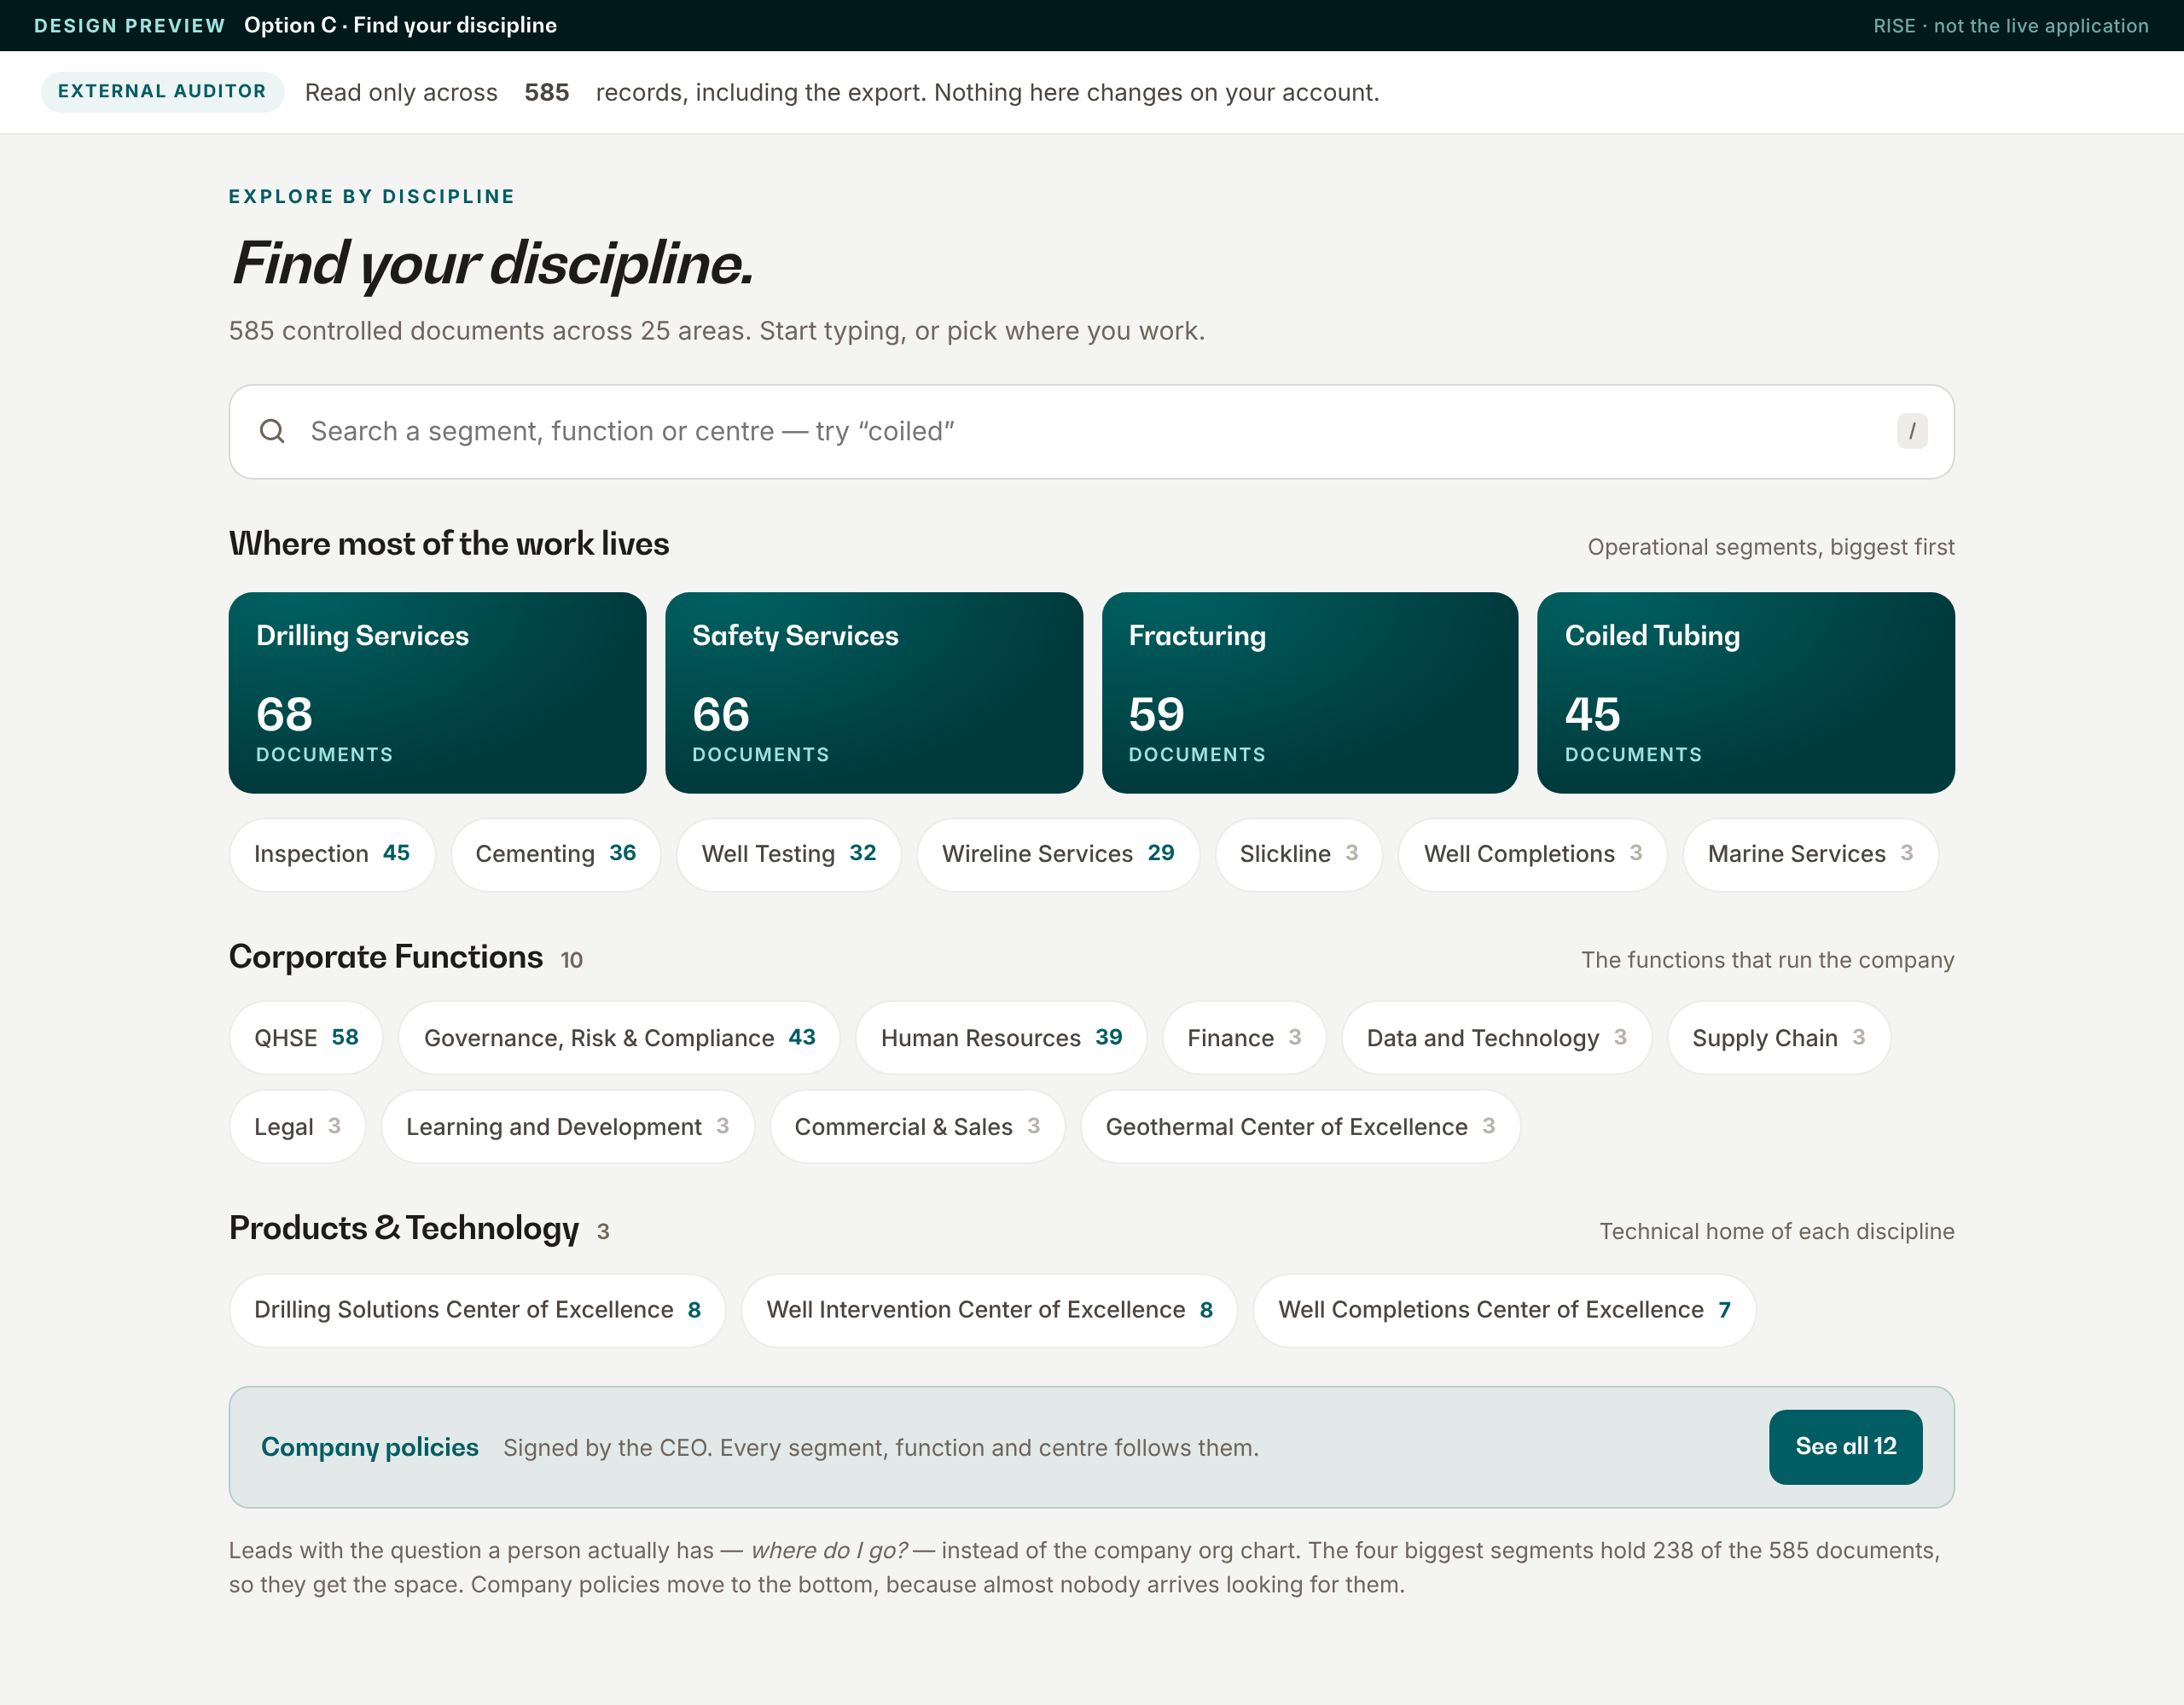 DESIGN PREVIEW Option C · Find your discipline RISE · not the live application
EXTERNAL AUDITOR Read only across 585 records, including the export. Nothing here changes on your account.
EXPLORE BY DISCIPLINE
Find your discipline.
585 controlled documents across 25 areas. Start typing, or pick where you work.
Search a segment, function or centre — try “coiled” /
Where most of the work lives Operational segments, biggest first
Drilling Services Safety Services Fracturing Coiled Tubing
68 66 59 45
DOCUMENTS DOCUMENTS DOCUMENTS DOCUMENTS
Inspection 45 Cementing 36 Well Testing 32 Wireline Services 29 Slickline 3 Well Completions 3 Marine Services 3
Corporate Functions 10 The functions that run the company
QHSE 58 Governance, Risk & Compliance 43 Human Resources 39 Finance 3 Data and Technology 3 Supply Chain 3
Legal 3 Learning and Development 3 Commercial & Sales 3 Geothermal Center of Excellence 3
Products & Technology 3 Technical home of each discipline
Drilling Solutions Center of Excellence 8 Well Intervention Center of Excellence 8 Well Completions Center of Excellence 7
Company policies Signed by the CEO. Every segment, function and centre follows them. See all 12
Leads with the question a person actually has — where do I go? — instead of the company org chart. The four biggest segments hold 238 of the 585 documents,
so they get the space. Company policies move to the bottom, because almost nobody arrives looking for them.